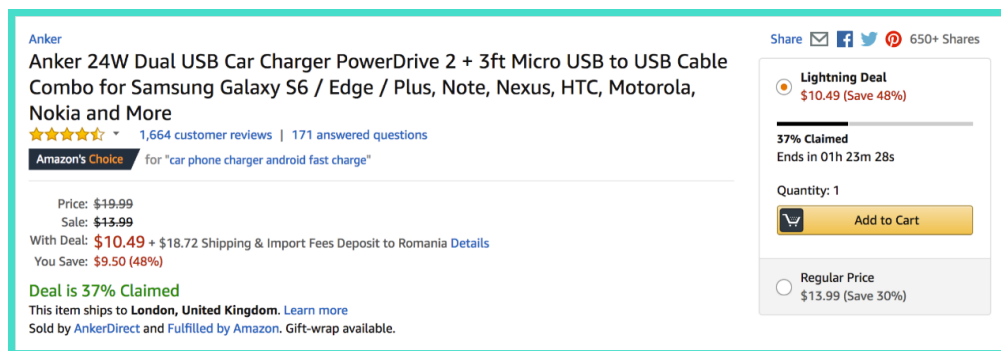 Anker
Anker 24W Dual USB Car Charger PowerDrive 2 + 3ft Micro USB to USB Cable
Combo for Samsung Galaxy S6 / Edge / Plus, Note, Nexus, HTC, Motorola,
Nokia and More
1,664 customer reviews | 171 answered questions
Amazon's Choice for "car phone charger android fast charge"
Price: $19.99
Sale: $13.99
With Deal: $10.49 + $18.72 Shipping & Import Fees Deposit to Romania Details
You Save: $9.50 (48%)
Deal is 37% Claimed
This item ships to London, United Kingdom. Learn more
Sold by AnkerDirect and Fulfilled by Amazon. Gift-wrap available.
Share 650+ Shares
Lightning Deal
$10.49 (Save 48%)
37% Claimed
Ends in 01h 23m 28s
Quantity: 1
Add to Cart
Regular Price
$13.99 (Save 30%)